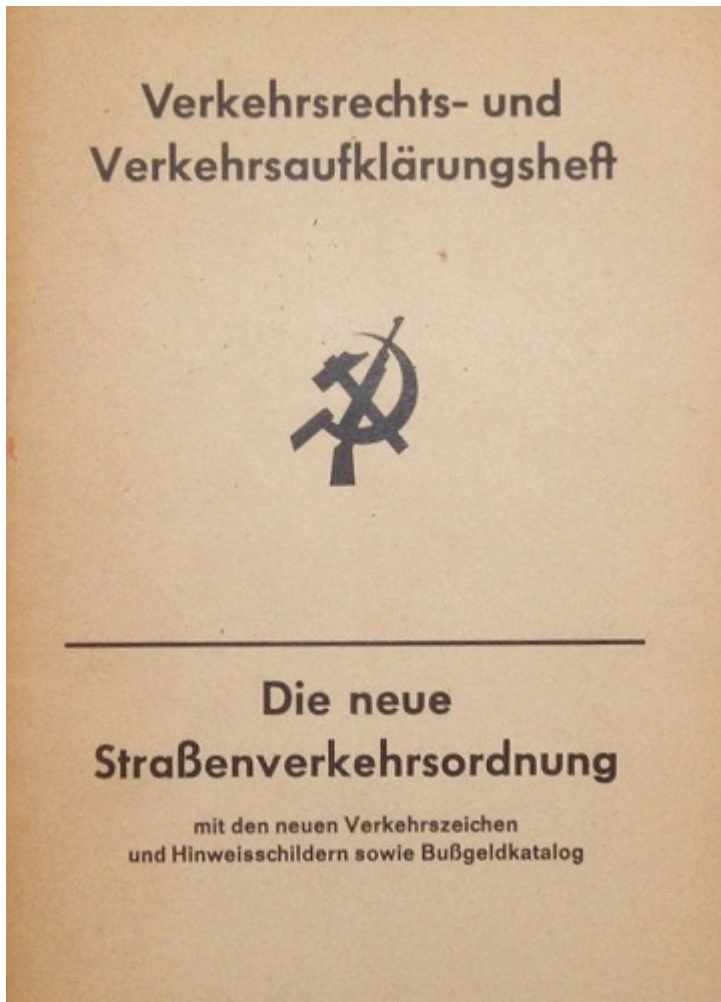 Verkehrsrechts- und
Verkehrsaufklärungsheft
Die neue
Straßenverkehrsordnung
mit den neuen Verkehrszeichen
und Hinweisschildern sowie Bußgeldkatalog